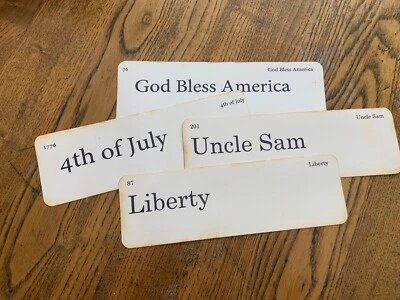 76
God Bless America
God Bless America
1776
4th of July
4th of July
201
Uncle Sam
Uncle Sam
87
Liberty
Liberty